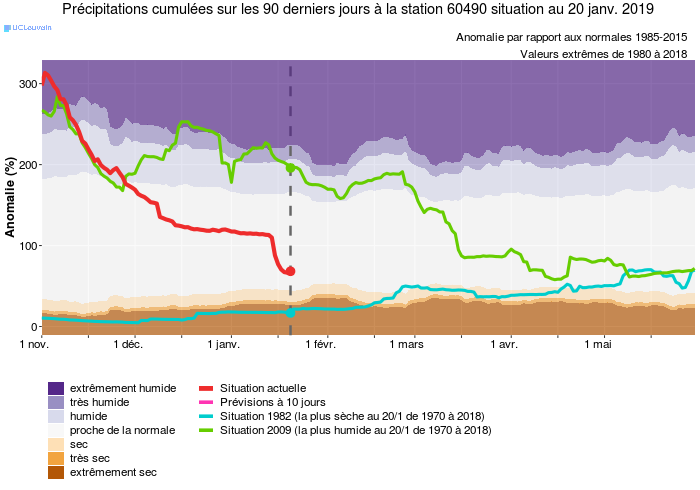 Précipitations cumulées sur les 90 derniers jours à la station 60490 situation au 20 janv. 2019
UCLouvain
Anomalie par rapport aux normales 1985-2015
Valeurs extrêmes de 1980 à 2018
Anomalie (%)
300
200
100
0
1 nov. 1 déc. 1 janv. 1 févr. 1 mars 1 avr. 1 mai
extrêmement humide
très humide
humide
proche de la normale
sec
très sec
extrêmement sec
Situation actuelle
Prévisions à 10 jours
Situation 1982 (la plus sèche au 20/1 de 1970 à 2018)
Situation 2009 (la plus humide au 20/1 de 1970 à 2018)